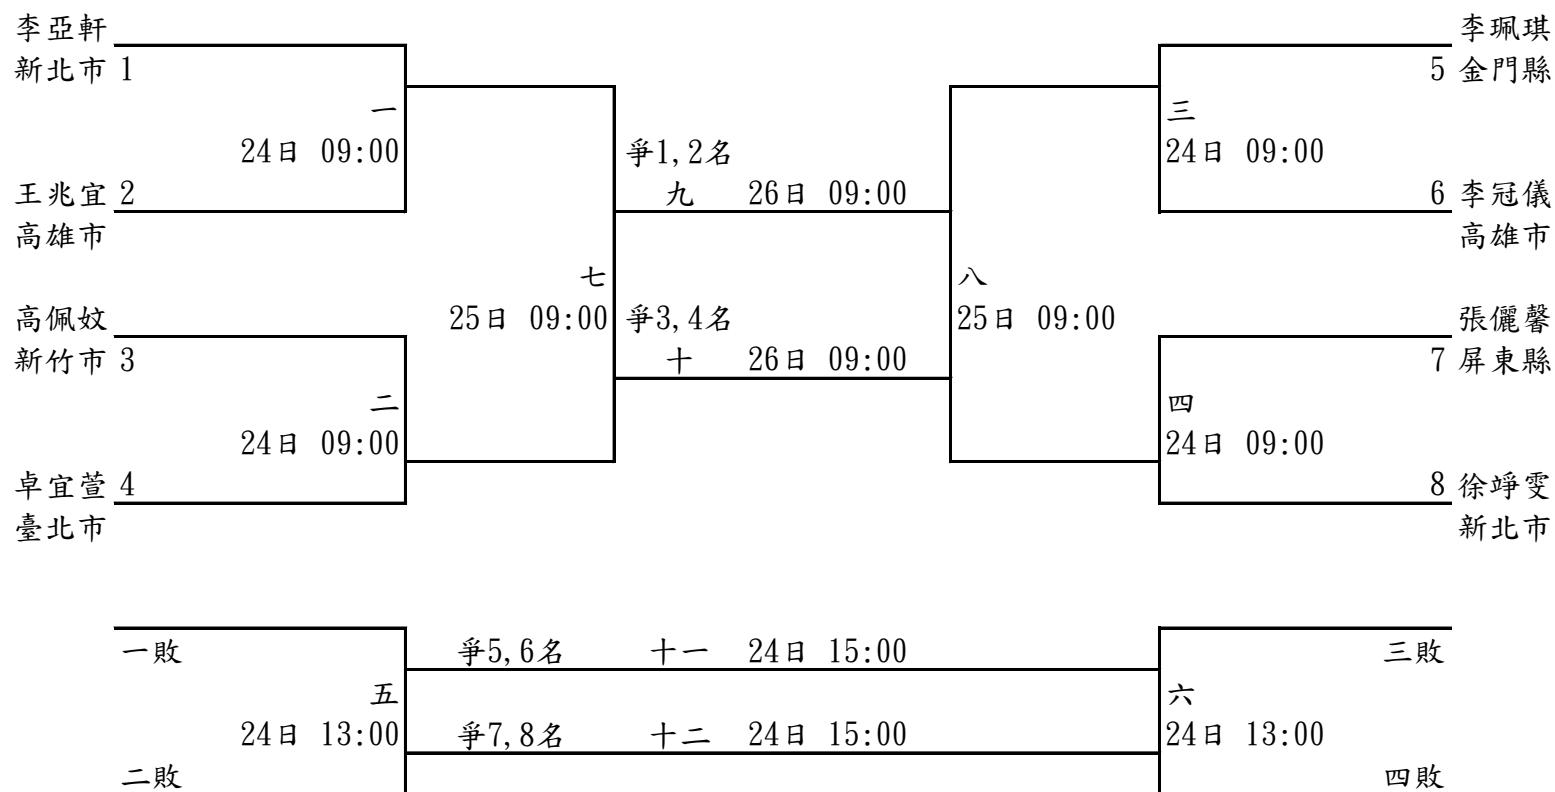 李亞軒
新北市 1
一
24日 09:00
王兆宜 2
高雄市
高佩妏
新竹市 3
二
24日 09:00
卓宜萱 4
臺北市
七
25日 09:00
爭1,2名
九 26日 09:00
爭3,4名
十 26日 09:00
八
25日 09:00
李珮琪
5 金門縣
三
24日 09:00
6 李冠儀
高雄市
張儷馨
7 屏東縣
四
24日 09:00
8 徐竫雯
新北市
一敗
五
24日 13:00
二敗
爭5,6名 十一 24日 15:00
爭7,8名 十二 24日 15:00
三敗
六
24日 13:00
四敗